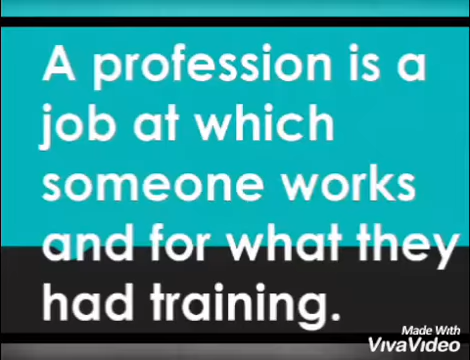 A profession is a
job at which
someone works
and for what they
had training.
Made With
VivaVideo